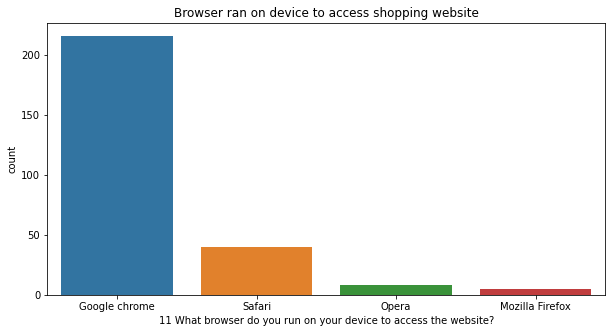 Browser ran on device to access shopping website
count
200
150
100
50
0
Google chrome Safari Opera Mozilla Firefox
11 What browser do you run on your device to access the website?